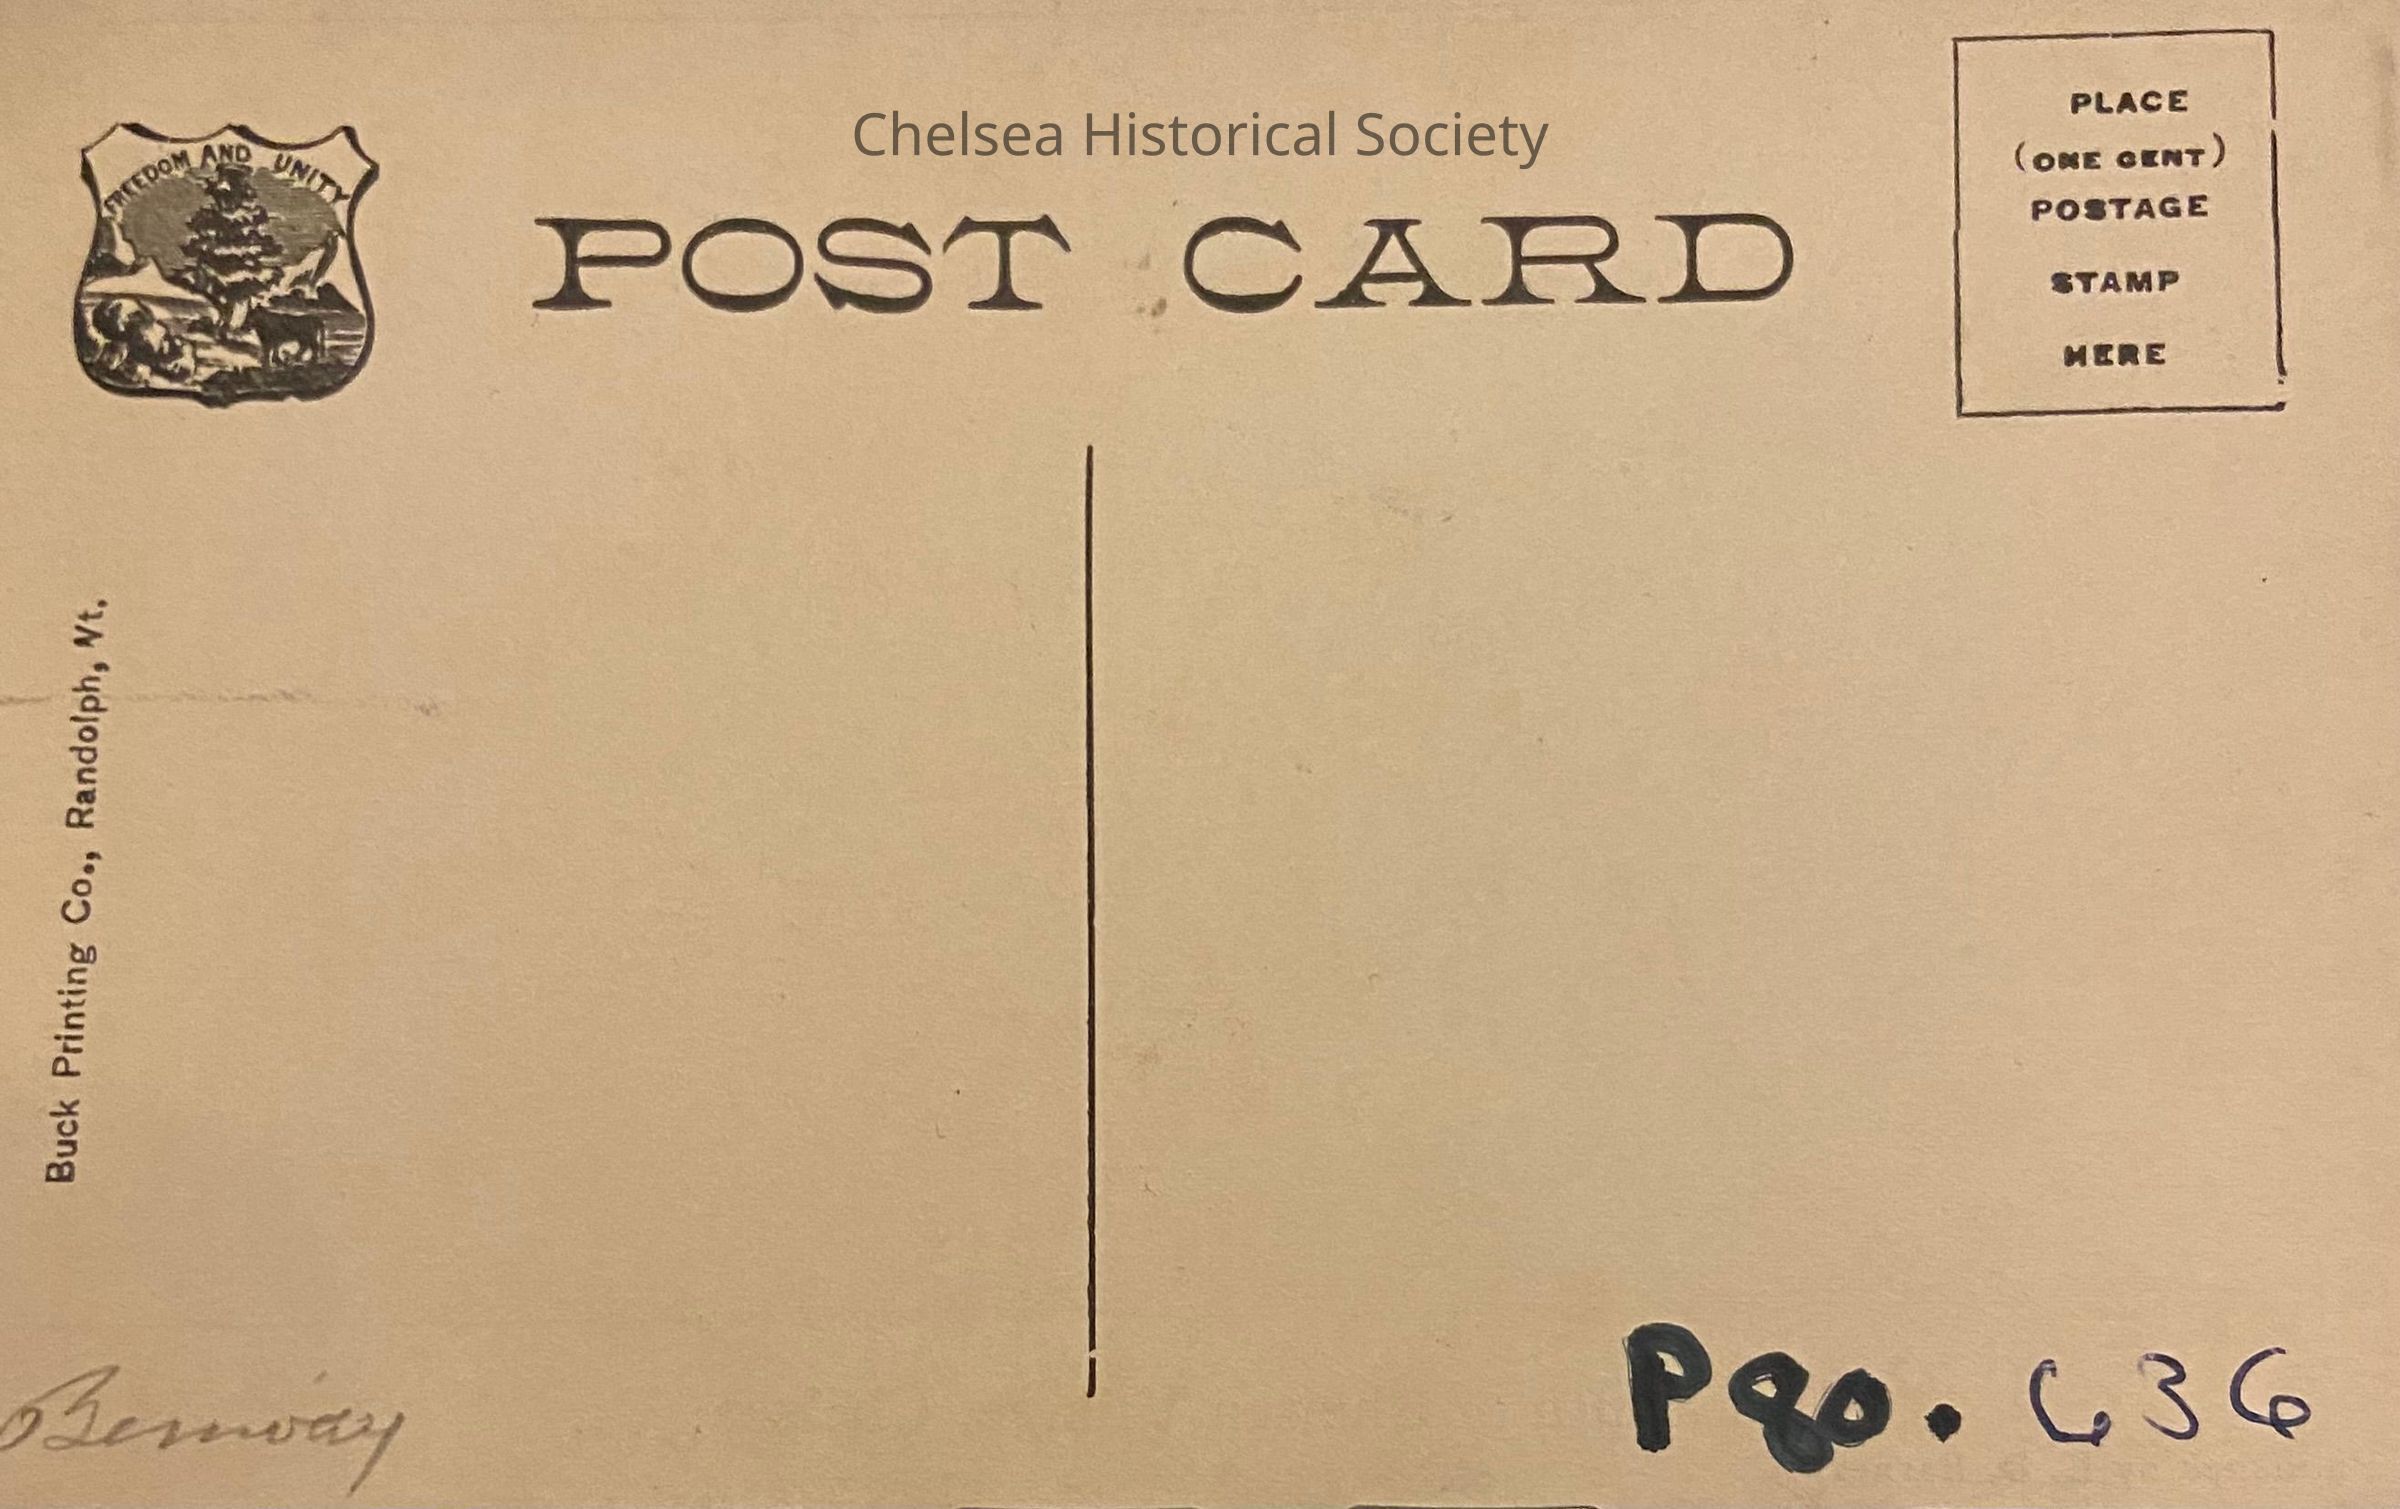 Chelsea Historical Society
FREEDOM AND UNITY
POST CARD
PLACE
(ONE CENT)
POSTAGE
STAMP
HERE
Buck Printing Co., Randolph, Vt.
636